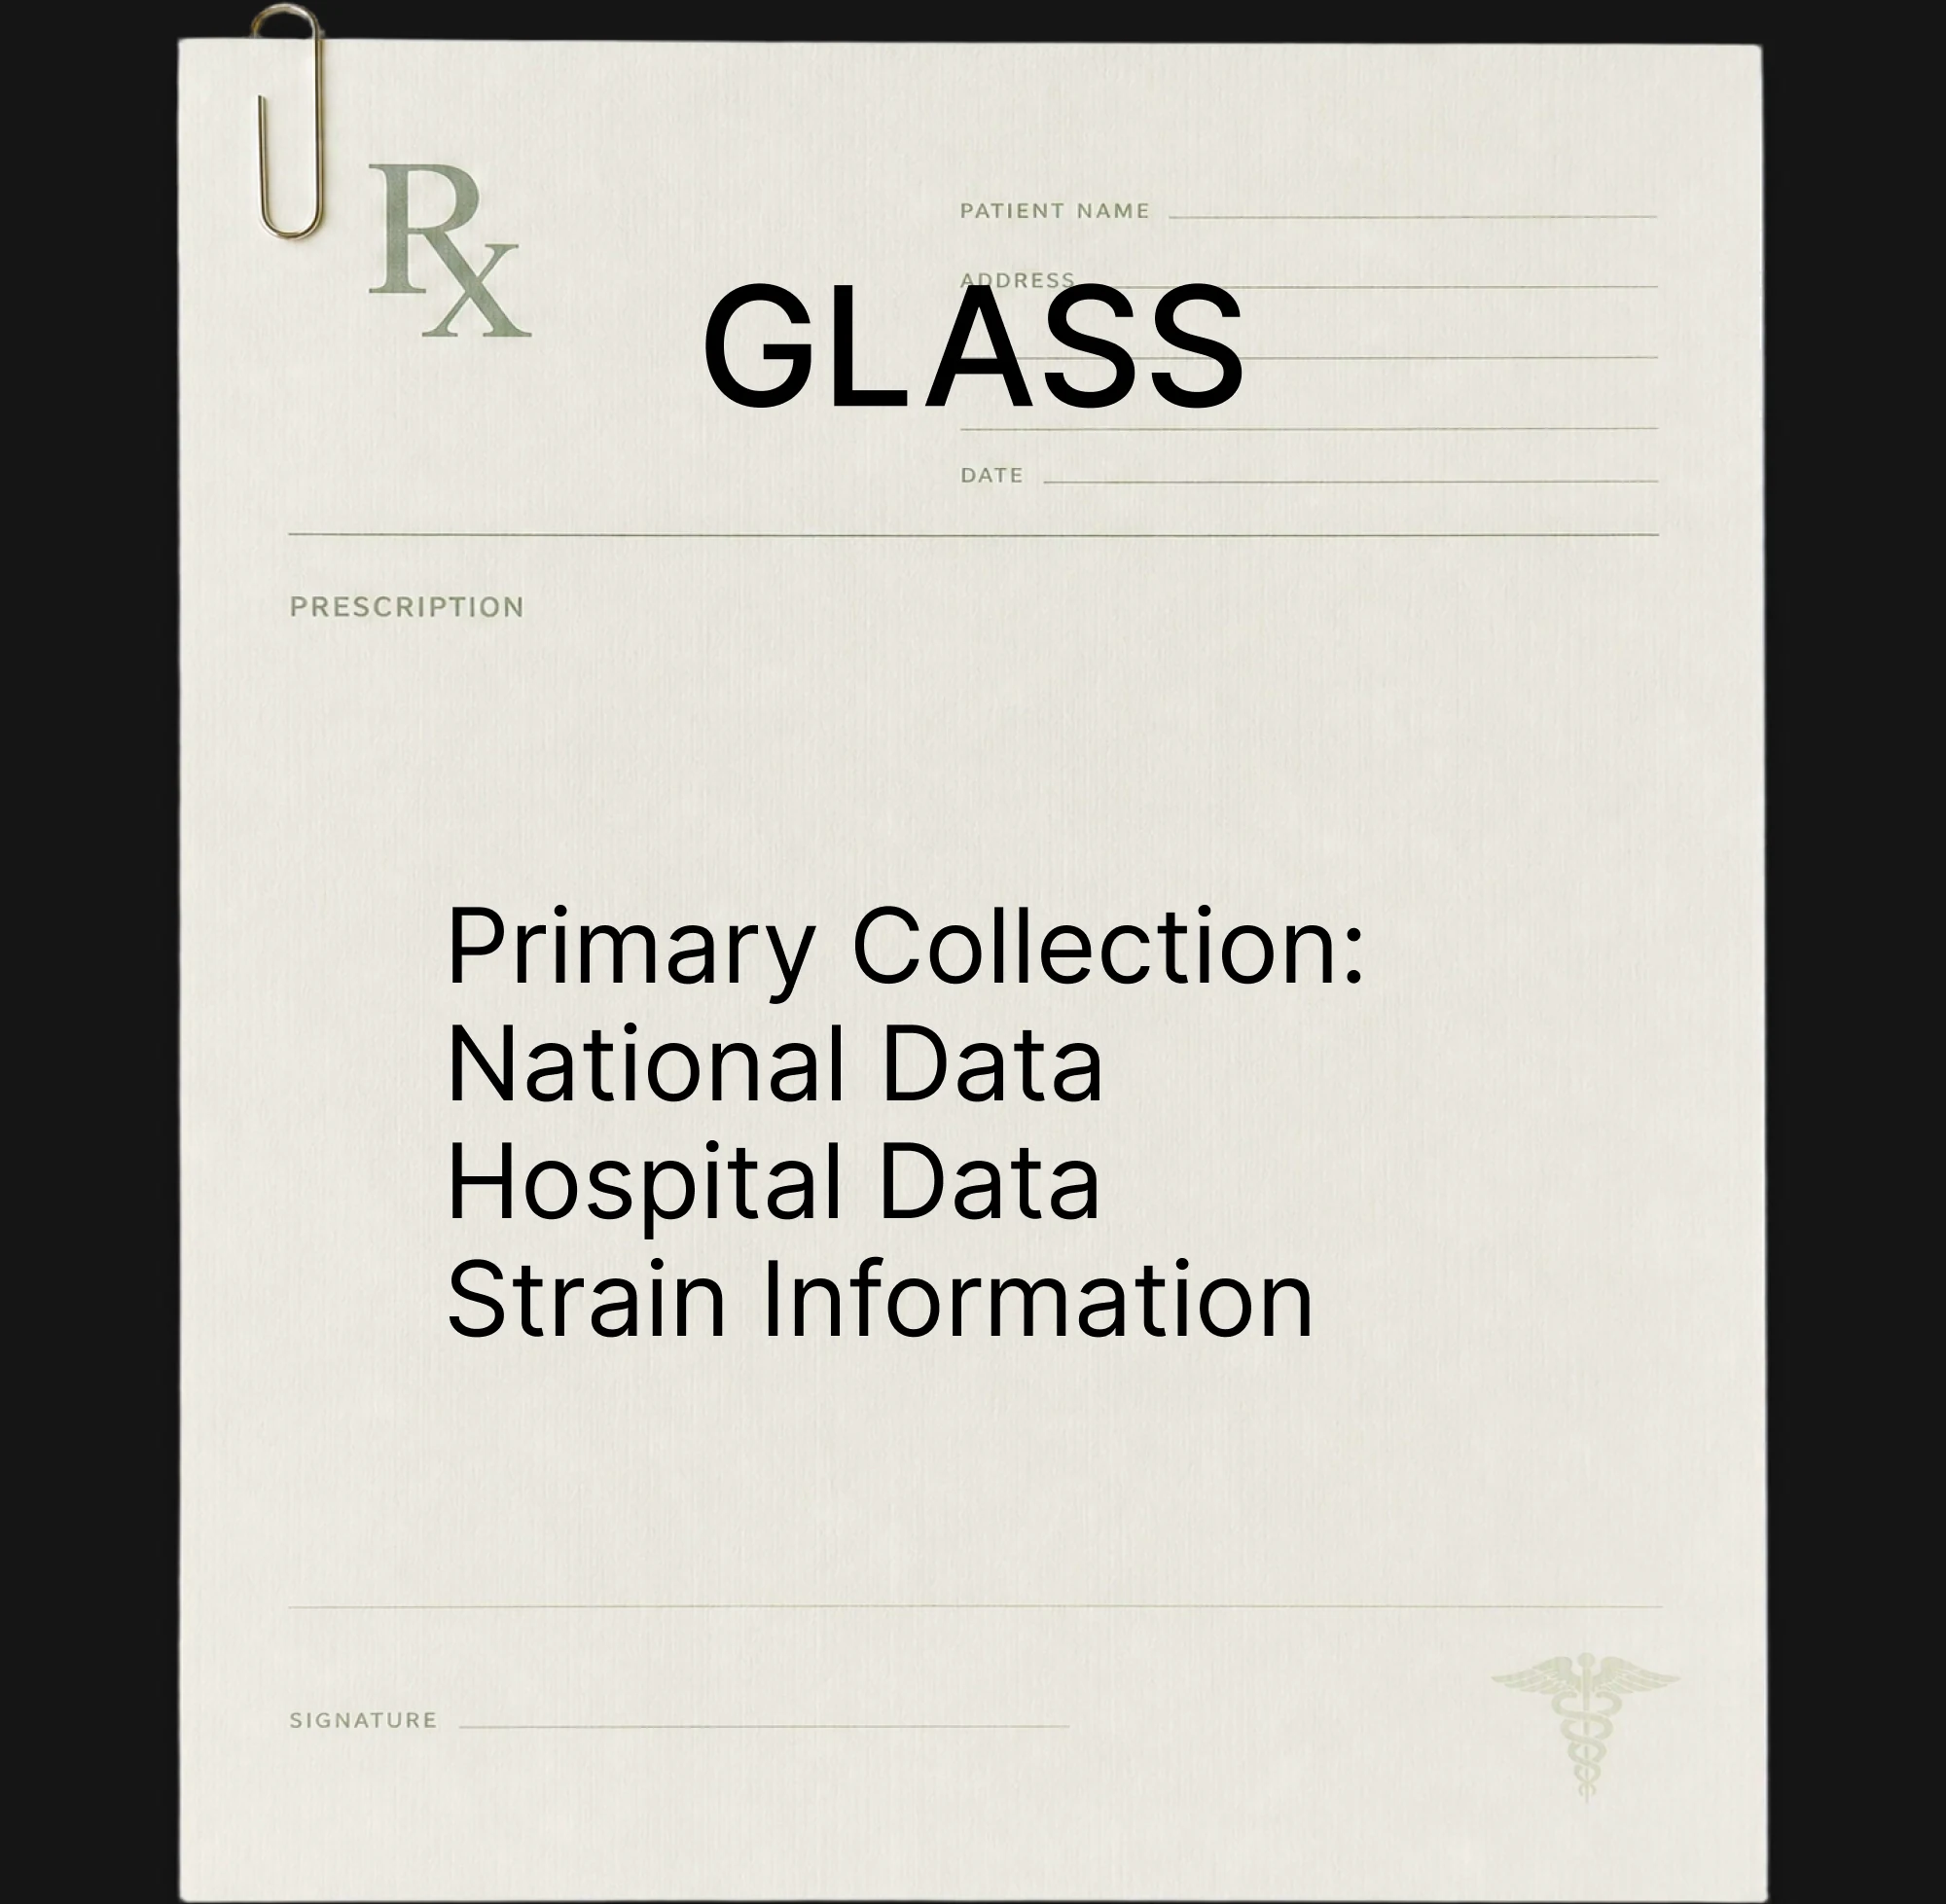 Rx
PATIENT NAME
ADDRESS
GLASS
DATE
PRESCRIPTION
Primary Collection:
National Data
Hospital Data
Strain Information
SIGNATURE